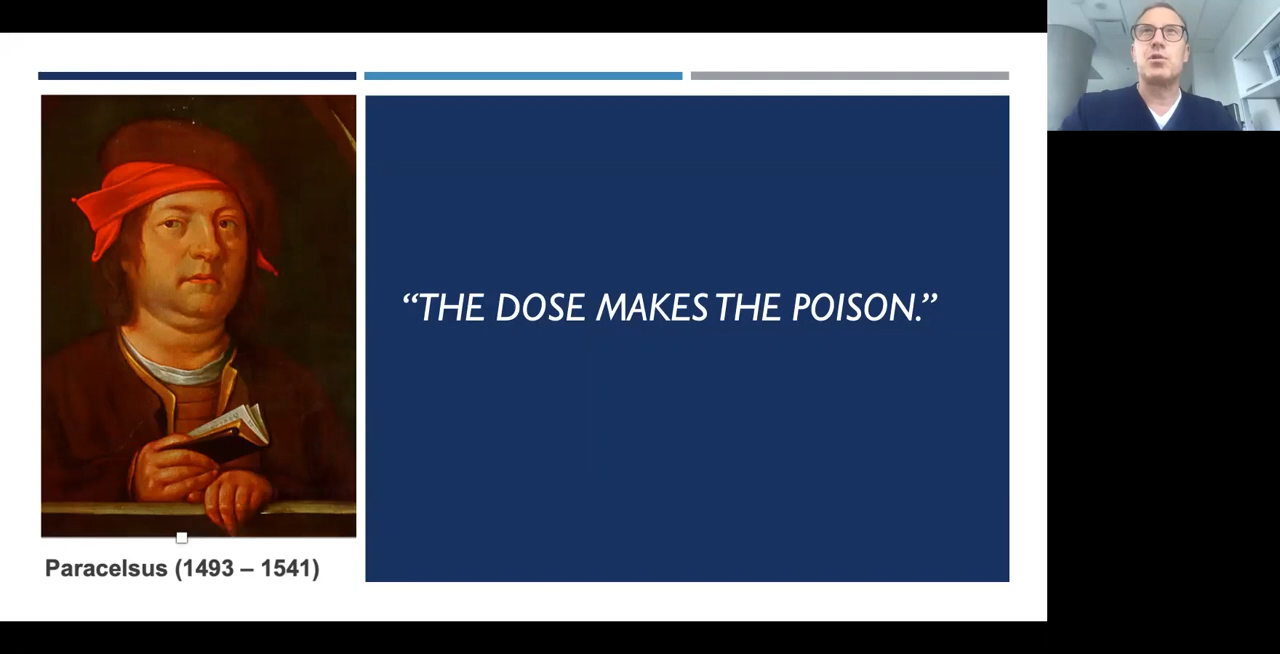 “THE DOSE MAKES THE POISON.”
Paracelsus (1493 – 1541)